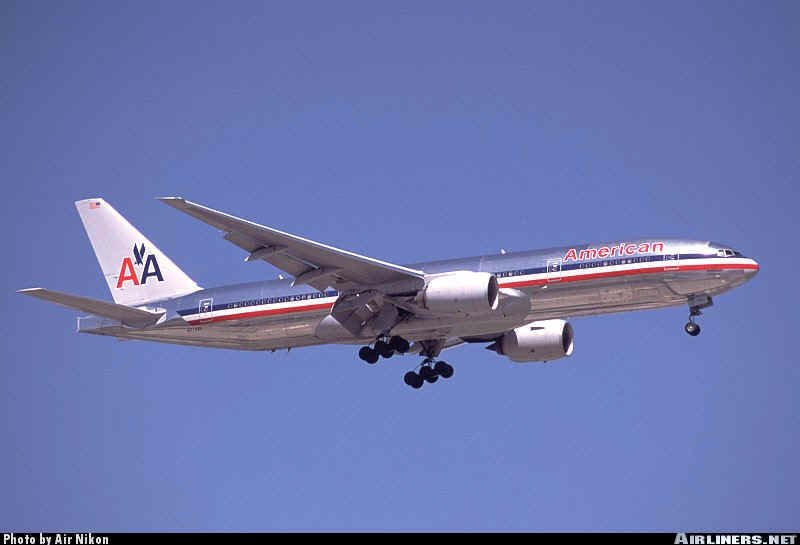 American
AA
Photo by Air Nikon
AIRLINERS.NET